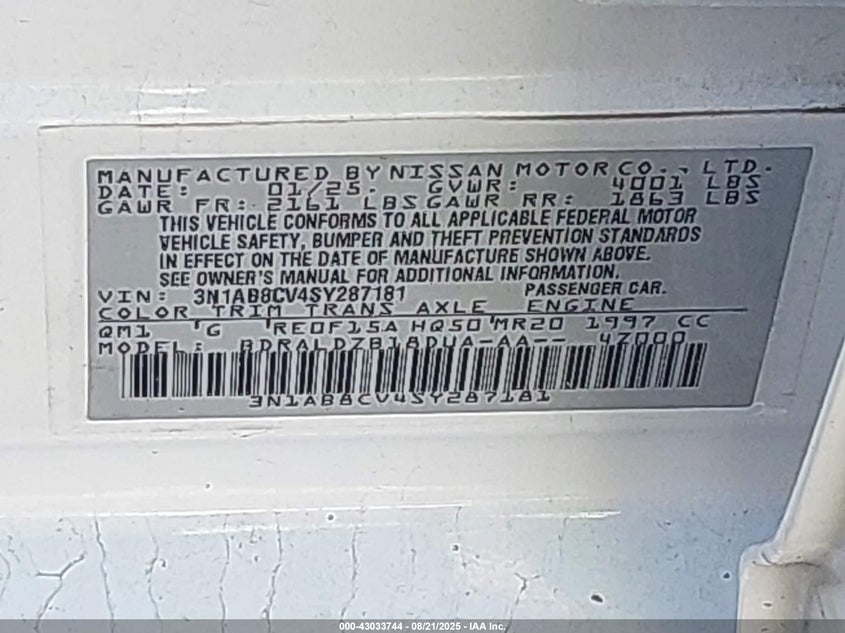 MANUFACTURED BY NISSAN MOTOR CO., LTD.
DATE: 01/25. GVWR: 4001 LBS
GAWR FR: 2161 LBS GAWR RR: 1863 LBS
THIS VEHICLE CONFORMS TO ALL APPLICABLE FEDERAL MOTOR
VEHICLE SAFETY, BUMPER AND THEFT PREVENTION STANDARDS
IN EFFECT ON THE DATE OF MANUFACTURE SHOWN ABOVE.
SEE OWNER'S MANUAL FOR ADDITIONAL INFORMATION.
VIN: 3N1AB8CV4SY287181 PASSENGER CAR.
COLOR TRIM TRANS AXLE ENGINE
QM1 'G 'RE0F15A HQ50 'MR20 1997 CC
MODEL: BDRALDZB18DUA-AA-- 4Z000
3N1AB8CV4SY287181
000-43033744 - 08/21/2025 - IAA Inc.